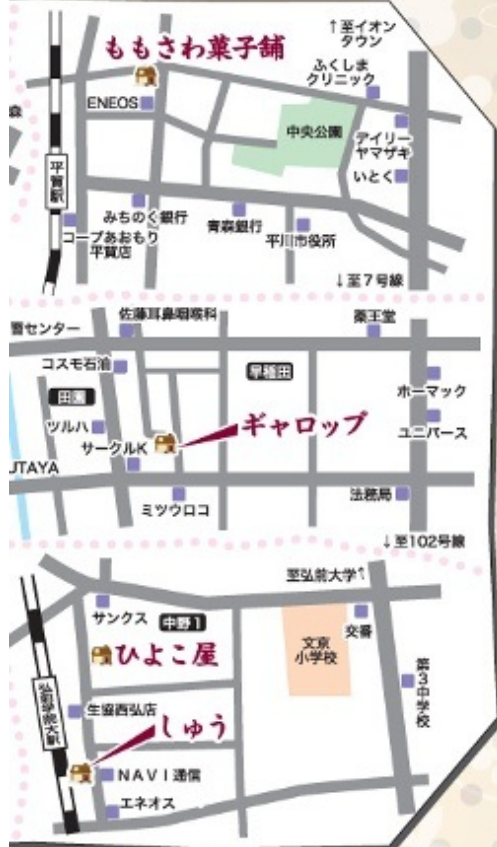 ももさわ菓子舗
↑至イオン
タウン
ふくしま
クリニック
ENEOS
森
中央公園
デイリー
ヤマザキ
いとく
平賀駅
みちのく銀行
青森銀行
平川市役所
コープあおもり
平賀店
↓至7号線
習センター
佐藤耳鼻咽喉科
薬王堂
コスモ石油
早稲田
ホーマック
田園
ツルハ
ギャロップ
サークルK
ユニバース
UTAYA
ミツウロコ
法務局
↓至102号線
至弘前大学↑
サンクス
中野1
文京
小学校
交番
ひよこ屋
第3中学校
弘前学院大駅
生協西弘店
しゅう
NAVI通信
エネオス